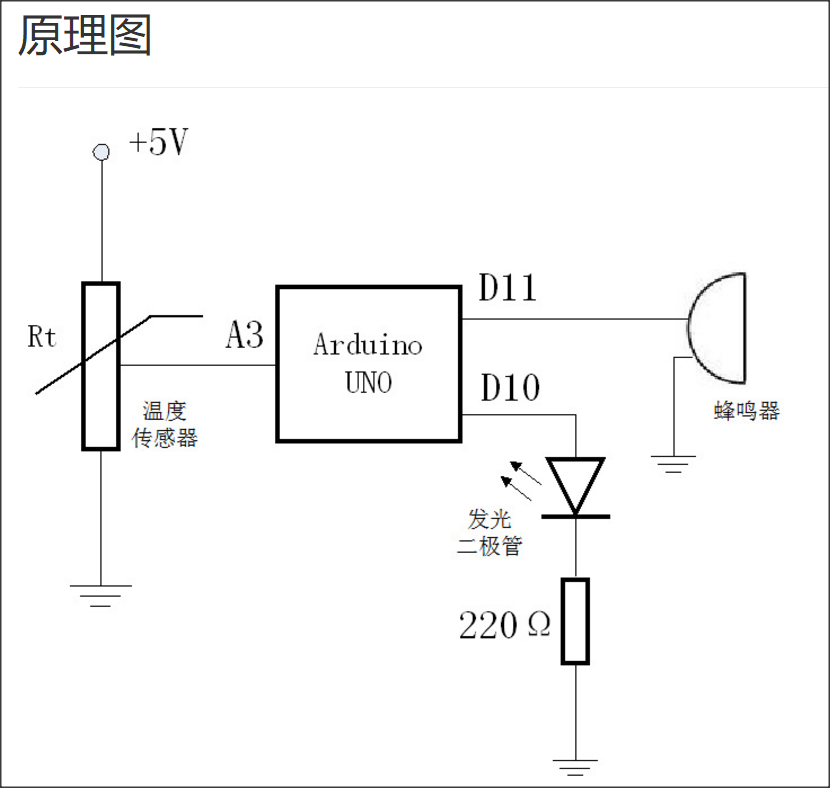 原理图
+5V
Rt
A3
温度
传感器
Arduino
UNO
D11
D10
蜂鸣器
发光
二极管
220Ω